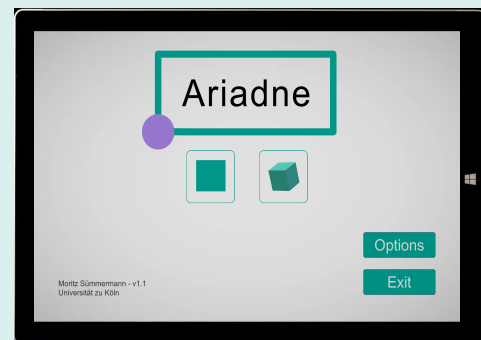 Ariadne
Options
Exit
Moritz Sümmermann - v1.1
Universität zu Köln